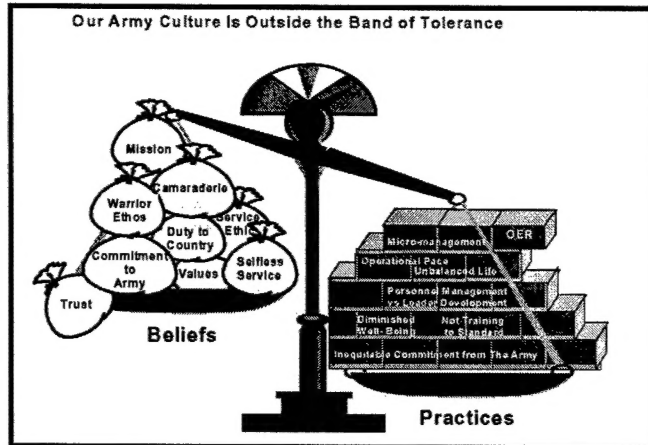 Our Army Culture Is Outside the Band of Tolerance
Mission
Camaraderie
Warrior
Ethos
Service
Ethic
Duty to
Country
Commitment
to
Army
Values
Selfless
Service
Trust
Beliefs
Micro-management
OER
Operational Pace
Unbalanced Life
Personnel Management
vs Leader Development
Diminished
Well-Being
Not Training
to Standard
Inequitable Commitment from The Army
Practices